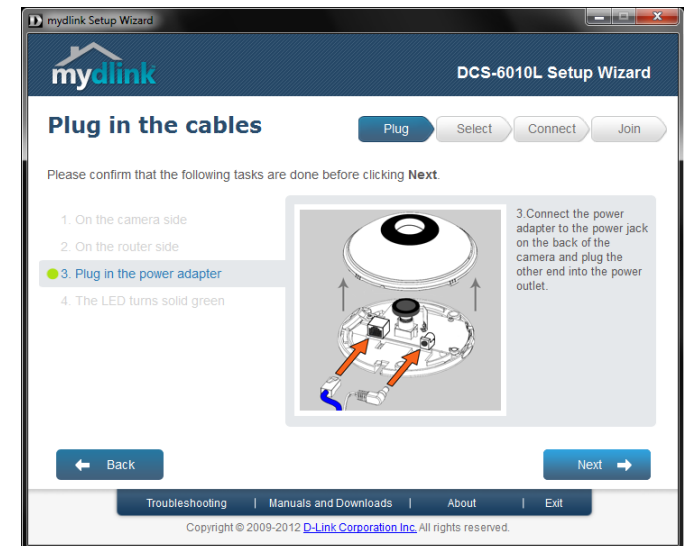 mydlink Setup Wizard
mydlink
DCS-6010L Setup Wizard
Plug in the cables
Plug
Select
Connect
Join
Please confirm that the following tasks are done before clicking Next.
1. On the camera side
2. On the router side
3. Plug in the power adapter
4. The LED turns solid green
3.Connect the power
adapter to the power jack
on the back of the
camera and plug the
other end into the power
outlet.
Back
Next
Troubleshooting | Manuals and Downloads | About | Exit
Copyright © 2009-2012 D-Link Corporation Inc. All rights reserved.